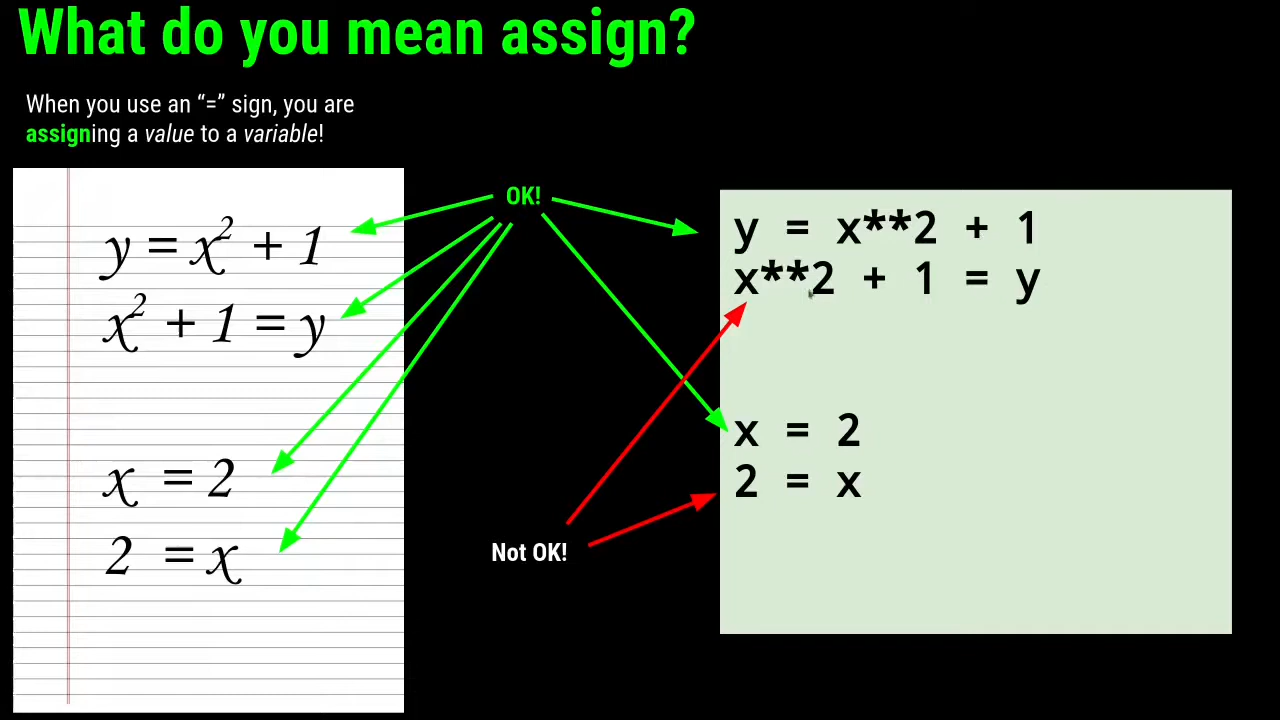 What do you mean assign?
When you use an “=” sign, you are
assigning a value to a variable!
OK!
y = x² + 1
x² + 1 = y
x = 2
2 = x
Not OK!
y = x**2 + 1
x**2 + 1 = y
x = 2
2 = x